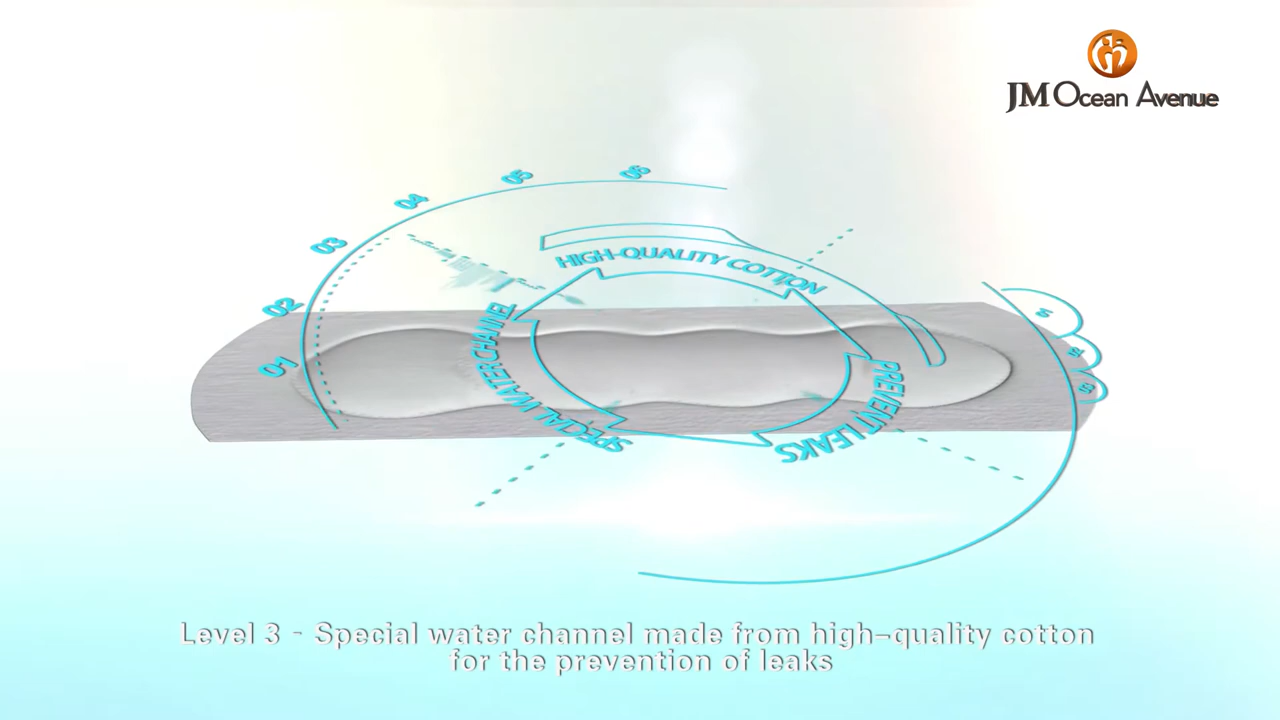 JM Ocean Avenue
06
05
04
03
02
01
HIGH-QUALITY COTTON
SPECIAL WATER CHANNEL
PREVENT LEAKS
Level 3 - Special water channel made from high-quality cotton
for the prevention of leaks